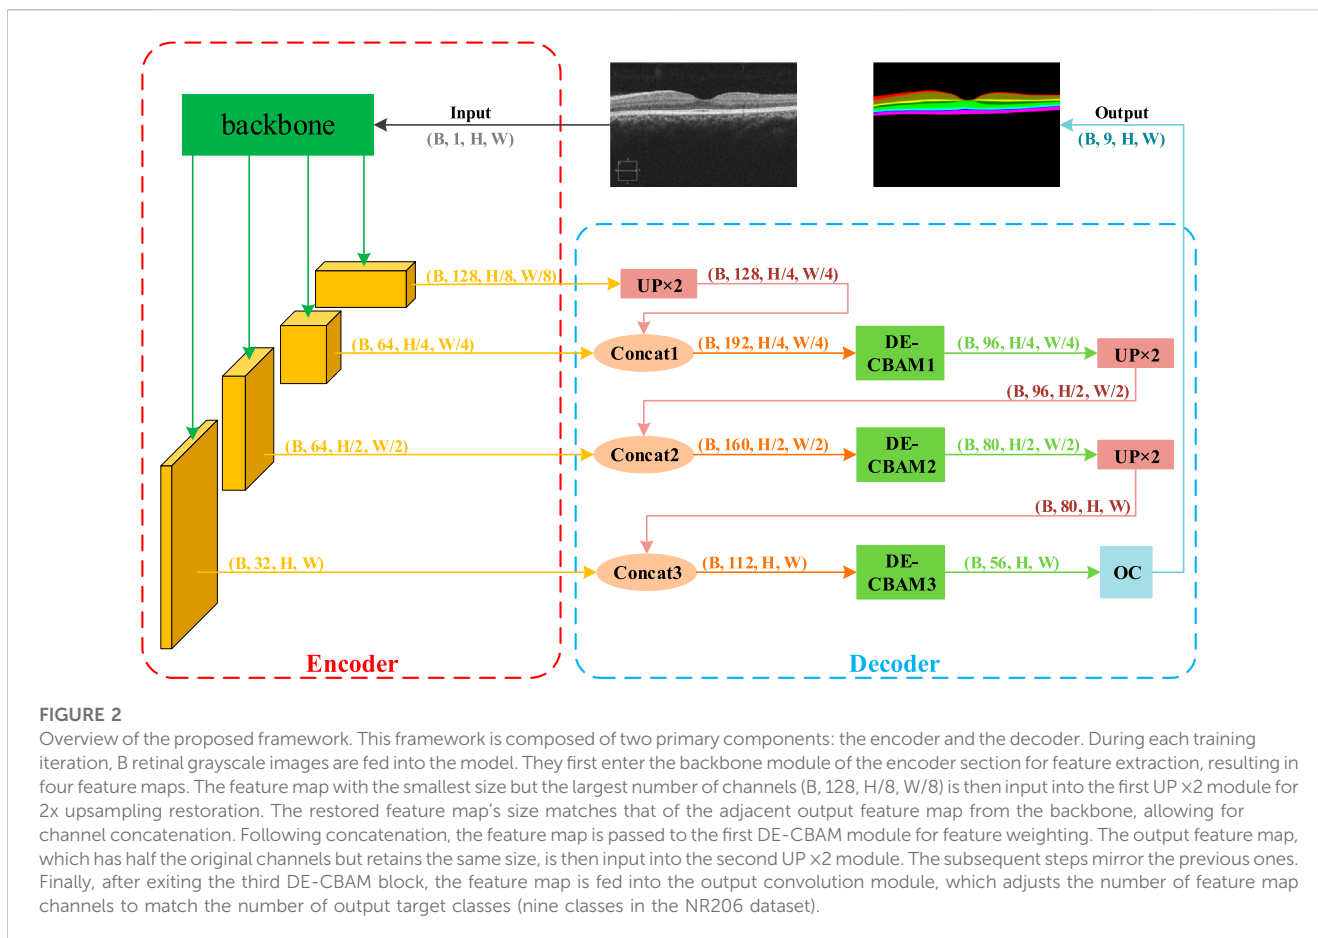 backbone
Input
(B, 1, H, W)
Output
(B, 9, H, W)
(B, 128, H/8, W/8)
UP×2
(B, 128, H/4, W/4)
(B, 64, H/4, W/4)
Concat1
(B, 192, H/4, W/4)
DE-
CBAM1
(B, 96, H/4, W/4)
UP×2
(B, 96, H/2, W/2)
(B, 64, H/2, W/2)
Concat2
(B, 160, H/2, W/2)
DE-
CBAM2
(B, 80, H/2, W/2)
UP×2
(B, 80, H, W)
(B, 32, H, W)
Concat3
(B, 112, H, W)
DE-
CBAM3
(B, 56, H, W)
OC
Encoder
Decoder
FIGURE 2
Overview of the proposed framework. This framework is composed of two primary components: the encoder and the decoder. During each training
iteration, B retinal grayscale images are fed into the model. They first enter the backbone module of the encoder section for feature extraction, resulting in
four feature maps. The feature map with the smallest size but the largest number of channels (B, 128, H/8, W/8) is then input into the first UP ×2 module for
2x upsampling restoration. The restored feature map's size matches that of the adjacent output feature map from the backbone, allowing for
channel concatenation. Following concatenation, the feature map is passed to the first DE-CBAM module for feature weighting. The output feature map,
which has half the original channels but retains the same size, is then input into the second UP ×2 module. The subsequent steps mirror the previous ones.
Finally, after exiting the third DE-CBAM block, the feature map is fed into the output convolution module, which adjusts the number of feature map
channels to match the number of output target classes (nine classes in the NR206 dataset).